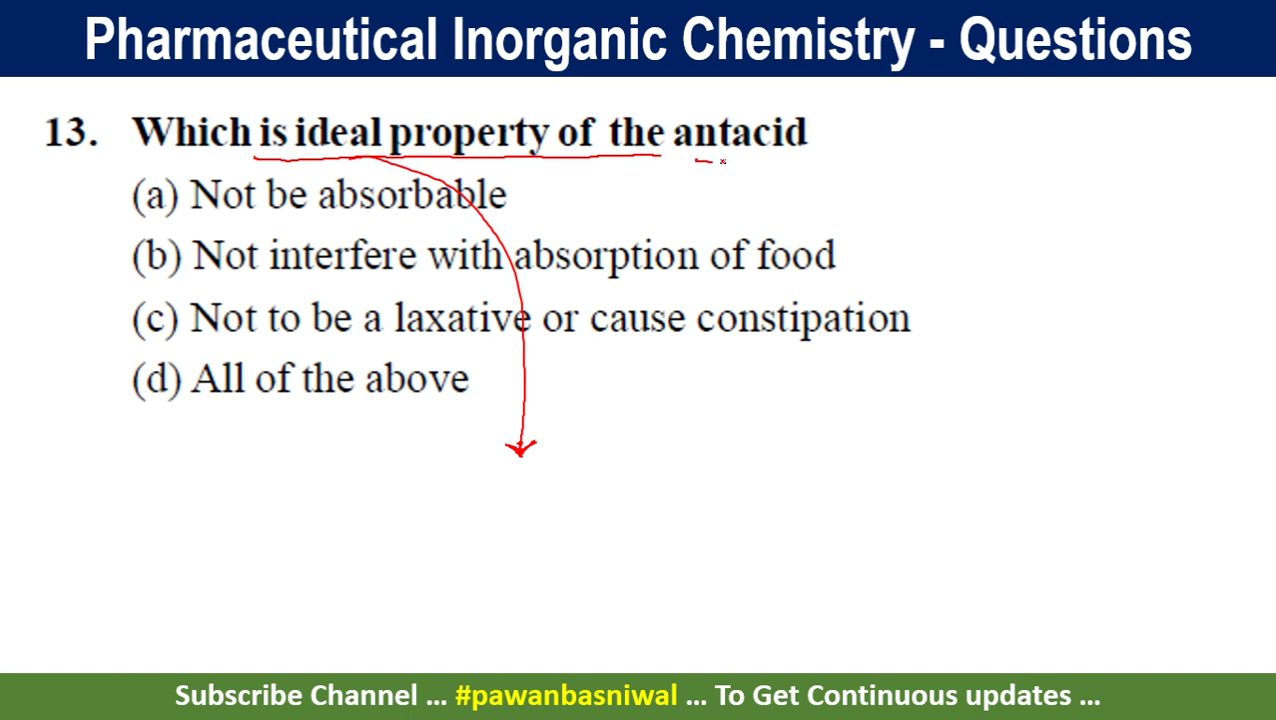 Pharmaceutical Inorganic Chemistry - Questions
13. Which is ideal property of the antacid
(a) Not be absorbable
(b) Not interfere with absorption of food
(c) Not to be a laxative or cause constipation
(d) All of the above
Subscribe Channel ... #pawanbasniwal ... To Get Continuous updates ...